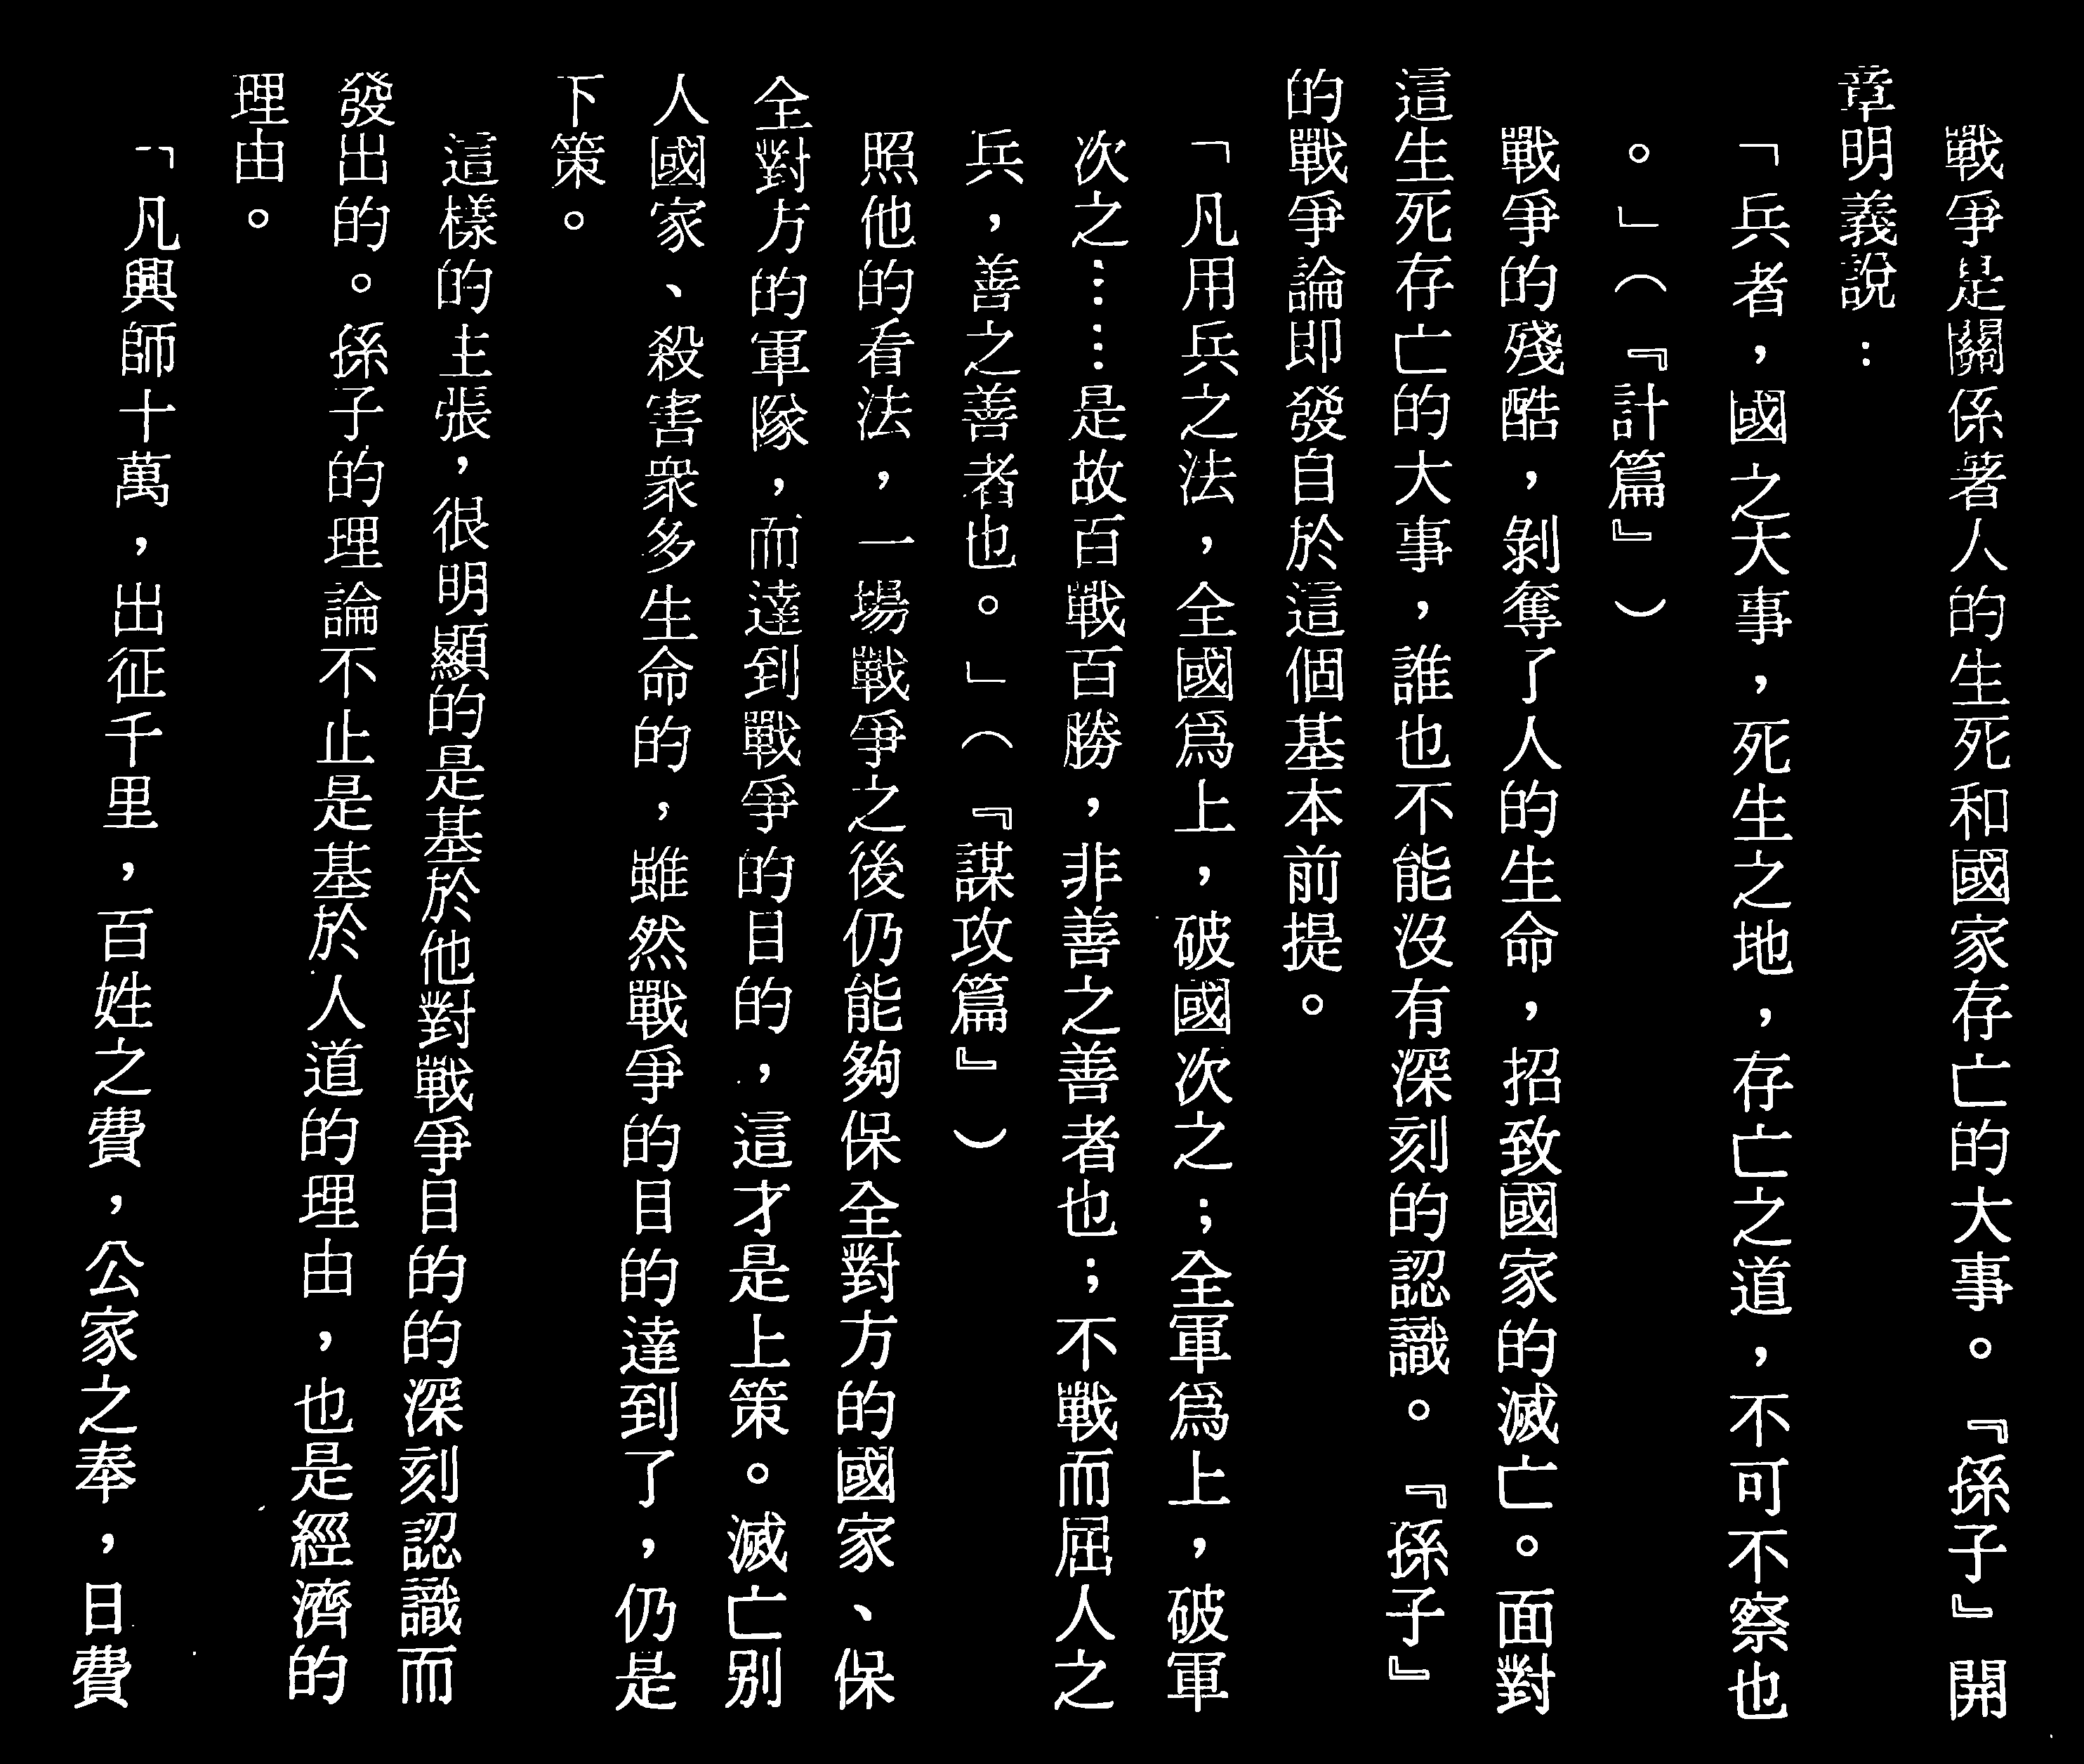 戰爭是關係著人的生死和國家存亡的大事。『孫子』開
章明義說：
「兵者，國之大事，死生之地，存亡之道，不可不察也
。」（『計篇』）
戰爭的殘酷，剝奪了人的生命，招致國家的滅亡。面對
這生死存亡的大事，誰也不能沒有深刻的認識。『孫子』
的戰爭論即發自於這個基本前提。
「凡用兵之法，全國爲上，破國次之；全軍爲上，破軍
次之……是故百戰百勝，非善之善者也；不戰而屈人之
兵，善之善者也。」（『謀攻篇』）
照他的看法，一場戰爭之後仍能夠保全對方的國家、保
全對方的軍隊，而達到戰爭的目的，這才是上策。滅亡別
人國家、殺害衆多生命的，雖然戰爭的目的達到了，仍是
下策。
這樣的主張，很明顯的是基於他對戰爭目的的深刻認識而
發出的。孫子的理論不止是基於人道的理由，也是經濟的
理由。
「凡興師十萬，出征千里，百姓之費，公家之奉，日費